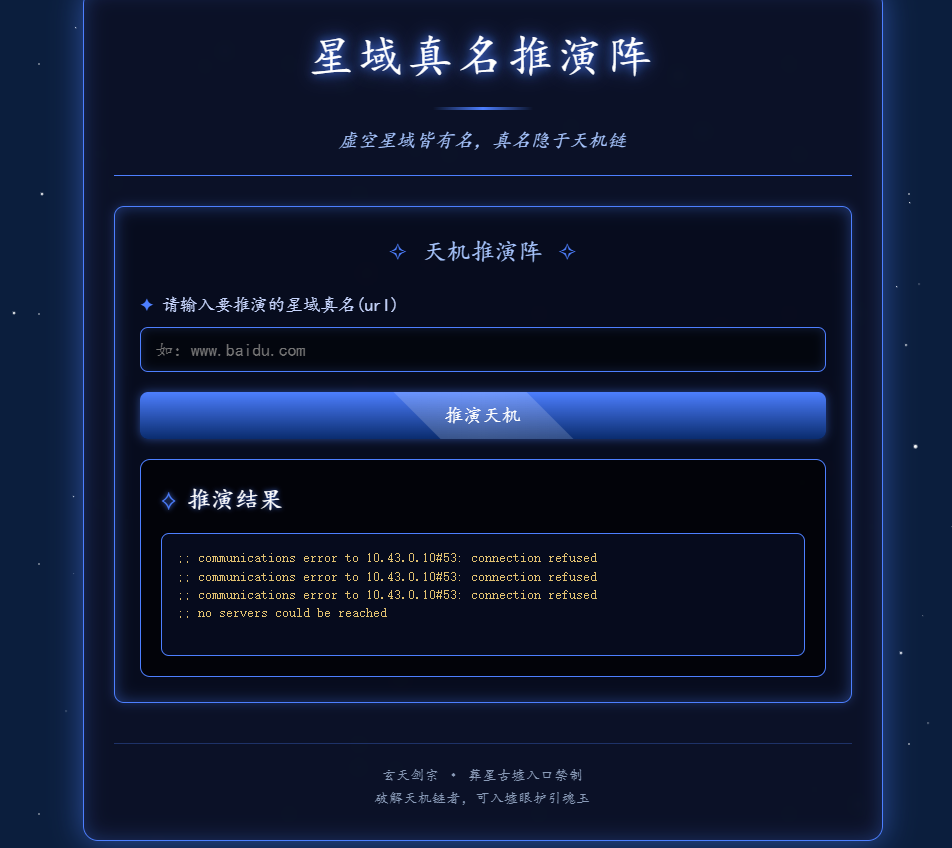 星域真名推演阵
虚空星域皆有名，真名隐于天机链
✧ 天机推演阵 ✧
✦ 请输入要推演的星域真名(url)
如: www.baidu.com
推演天机
✧ 推演结果
;; communications error to 10.43.0.10#53: connection refused
;; communications error to 10.43.0.10#53: connection refused
;; communications error to 10.43.0.10#53: connection refused
;; no servers could be reached
玄天剑宗 · 葬星古墟入口禁制
破解天机链者，可入墟眼护引魂玉